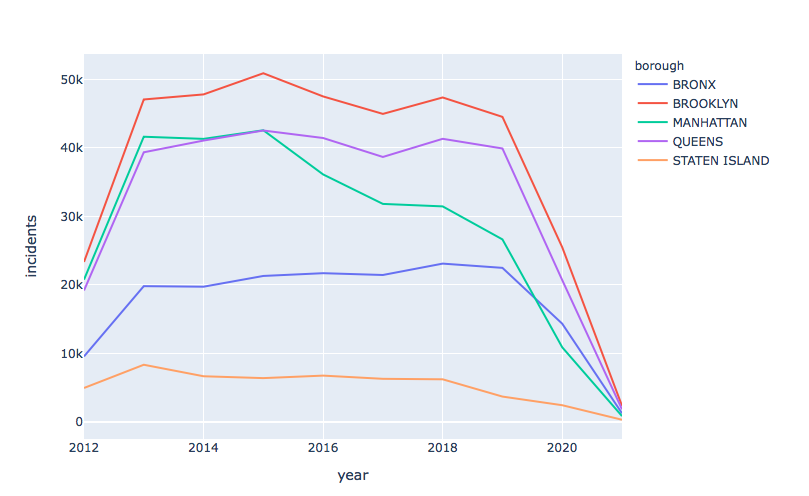 borough
BRONX
BROOKLYN
MANHATTAN
QUEENS
STATEN ISLAND
50k
40k
30k
20k
10k
0
incidents
2012 2014 2016 2018 2020
year